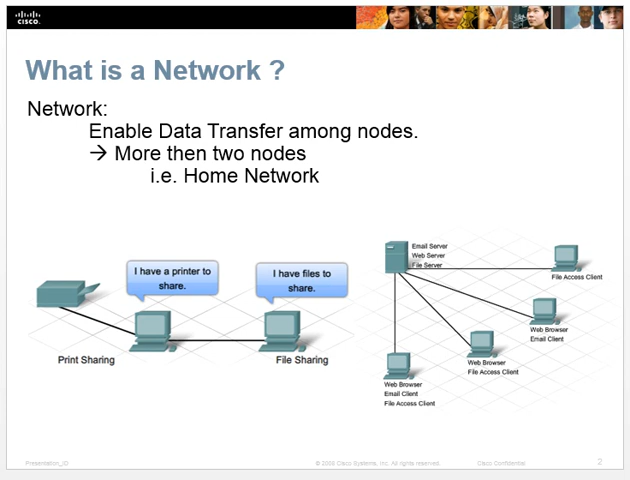 CISCO.
What is a Network ?
Network:
Enable Data Transfer among nodes.
→ More then two nodes
i.e. Home Network
I have a printer to
share.
I have files to
share.
Print Sharing
File Sharing
Email Server
Web Server
File Server
File Access Client
Web Browser
Email Client
Web Browser
File Access Client
Web Browser
Email Client
File Access Client
Presentation_ID
© 2006 Cisco Systems, Inc. All rights reserved.
Cisco Confidential
2